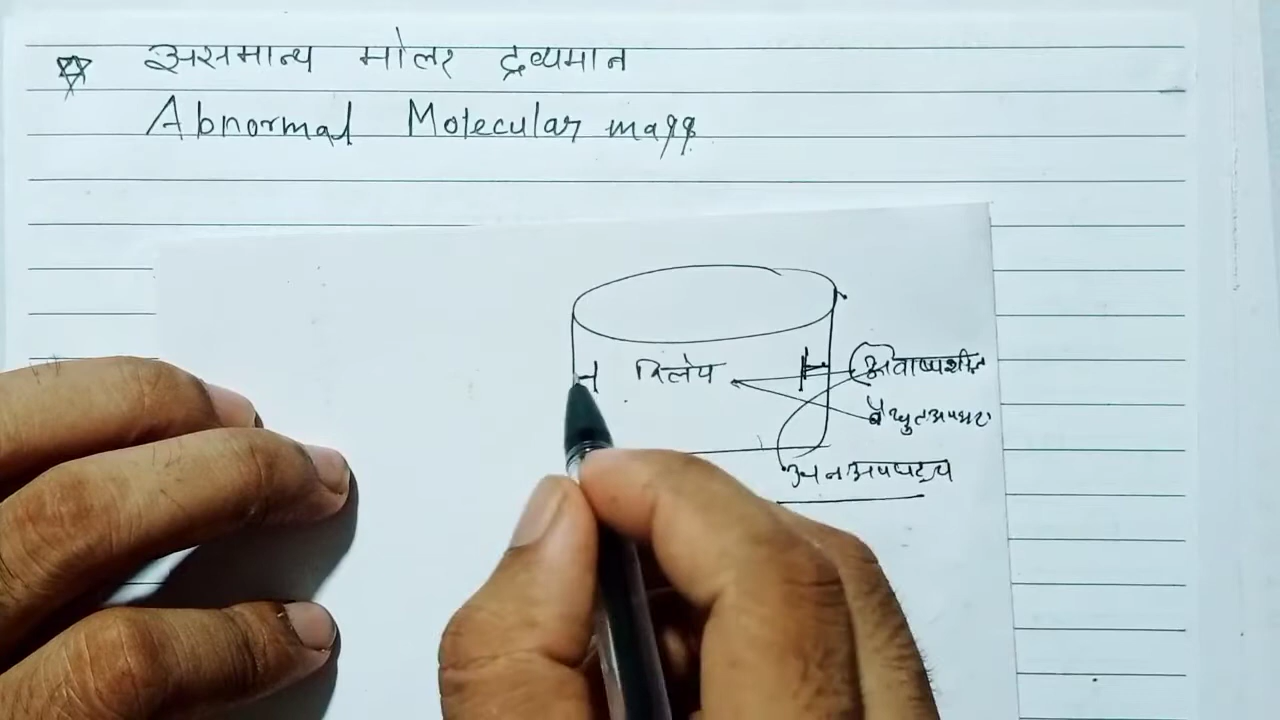 असमान्य मोलर द्रव्यमान
Abnormal Molecular mass
विलेय
अवाष्पशील
वैद्युतअपघट्य
अनअपघट्य